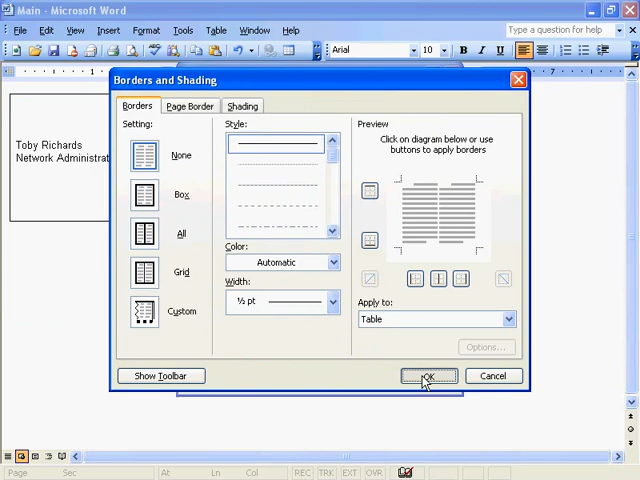 Main - Microsoft Word
File Edit View Insert Format Tools Table Window Help
Type a question for help
Arial 10 B I U
1
7
Toby Richards
Network Administrat
Borders and Shading
Borders Page Border Shading
Setting:
None
Box
All
Grid
Custom
Style:
Color:
Automatic
Width:
½ pt
Preview
Click on diagram below or use
buttons to apply borders
Apply to:
Table
Options...
Show Toolbar
OK
Cancel
Page Sec At Ln Col REC TRK EXT OVR